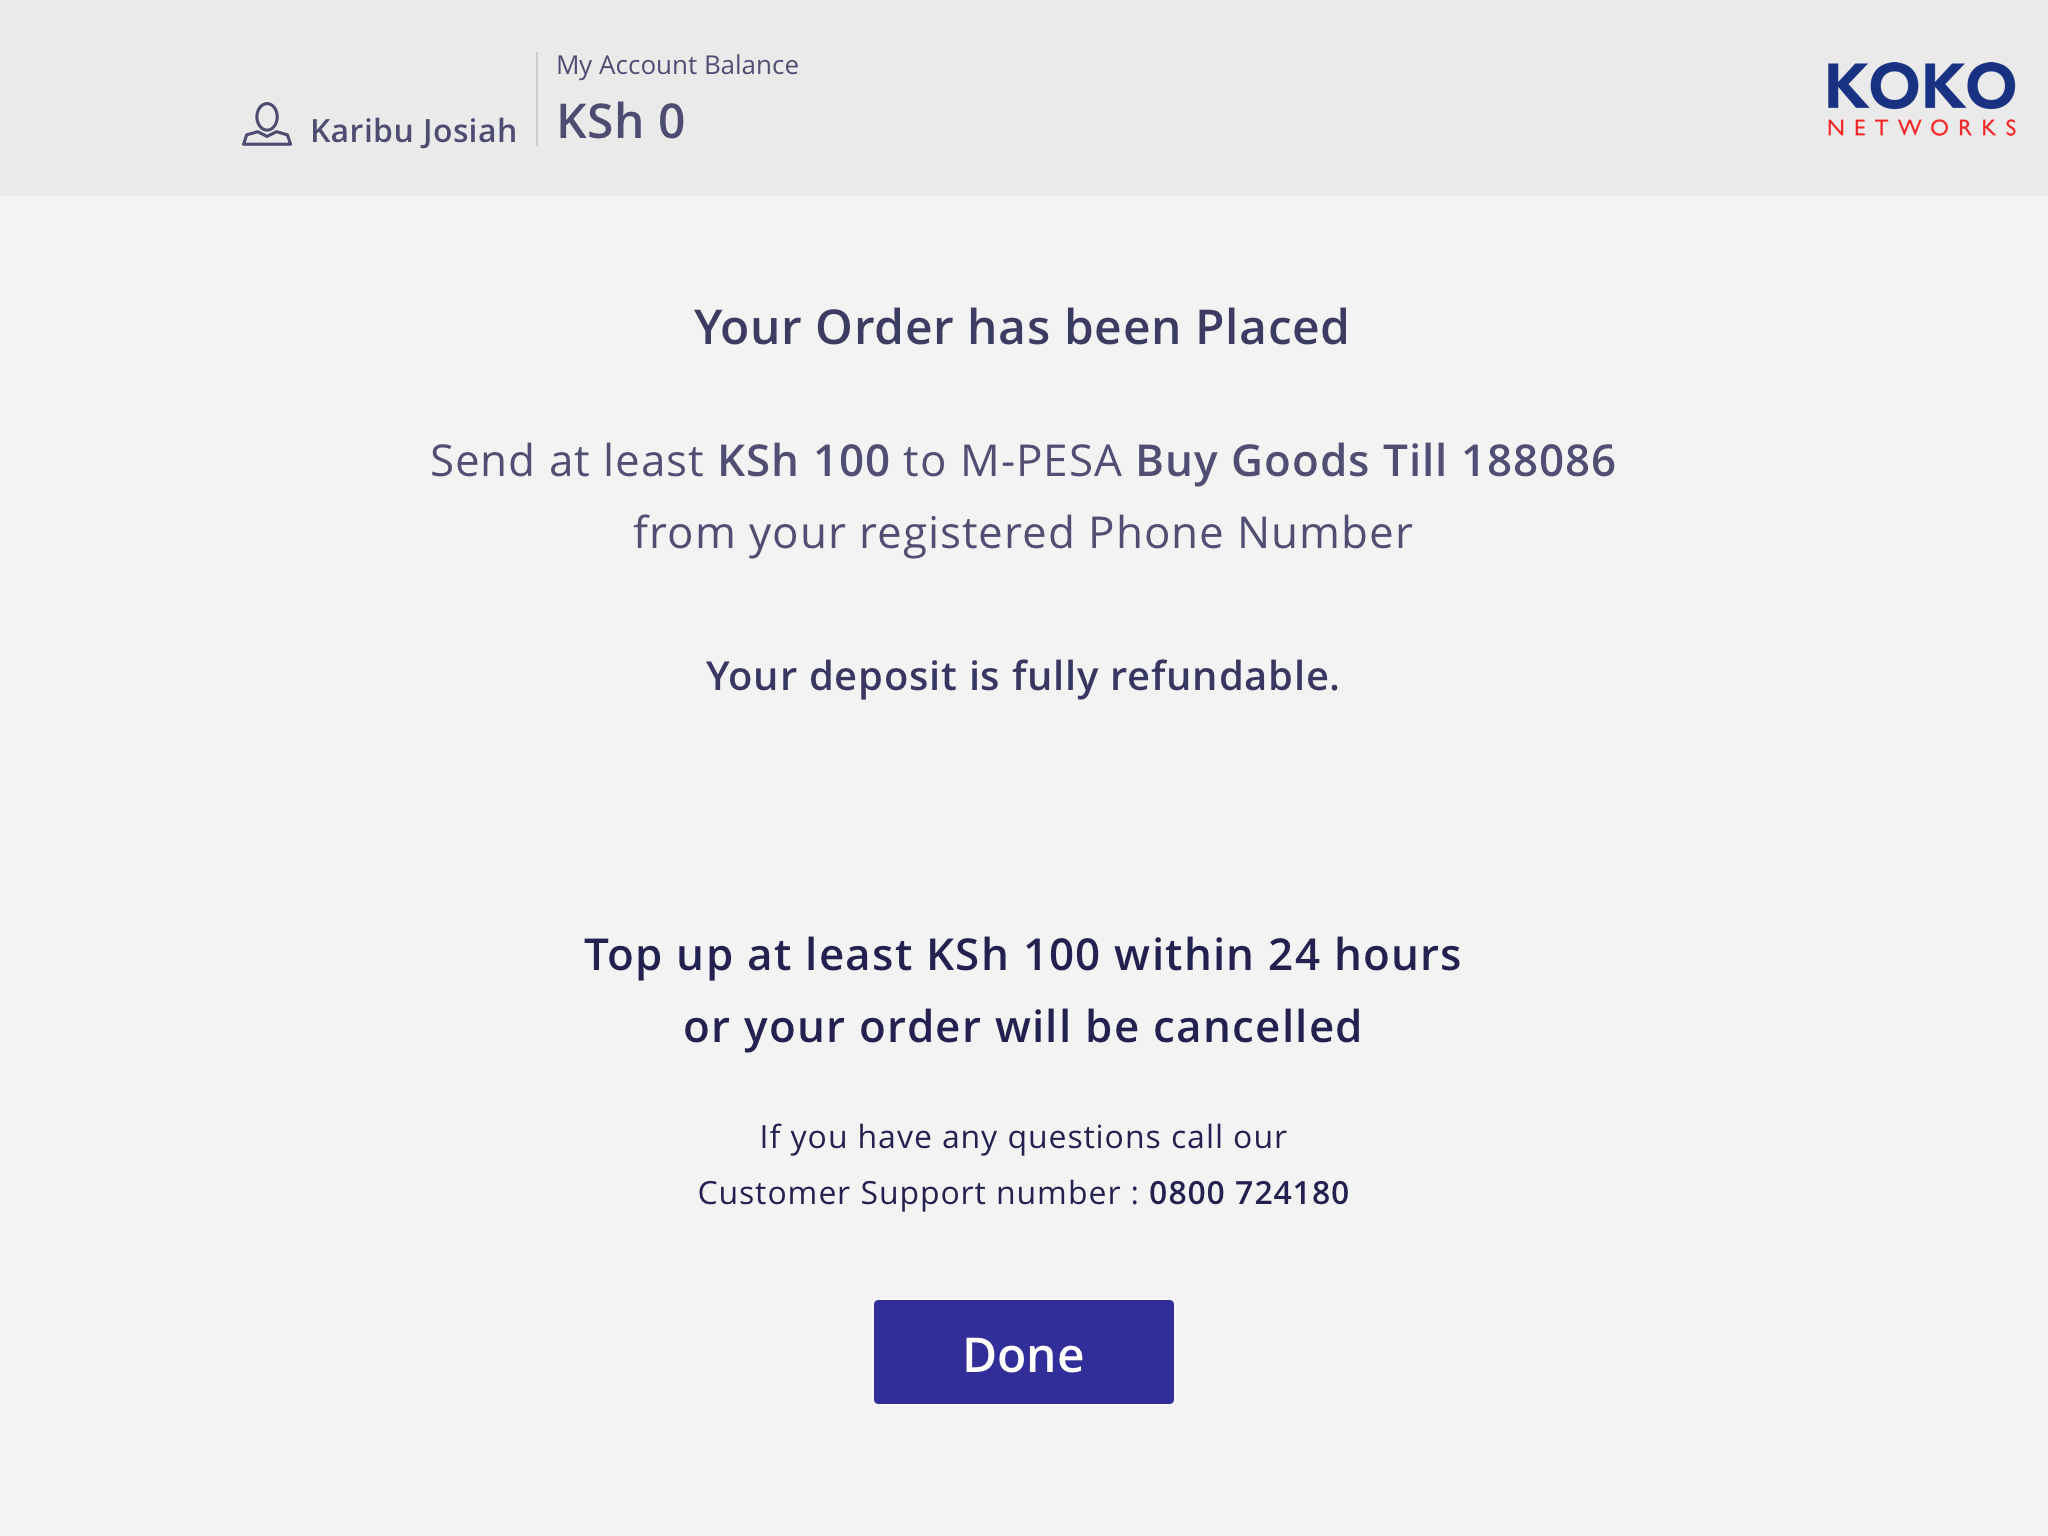 My Account Balance
Karibu Josiah
KSh 0
KOKO
NETWORKS
Your Order has been Placed
Send at least KSh 100 to M-PESA Buy Goods Till 188086
from your registered Phone Number
Your deposit is fully refundable.
Top up at least KSh 100 within 24 hours
or your order will be cancelled
If you have any questions call our
Customer Support number : 0800 724180
Done